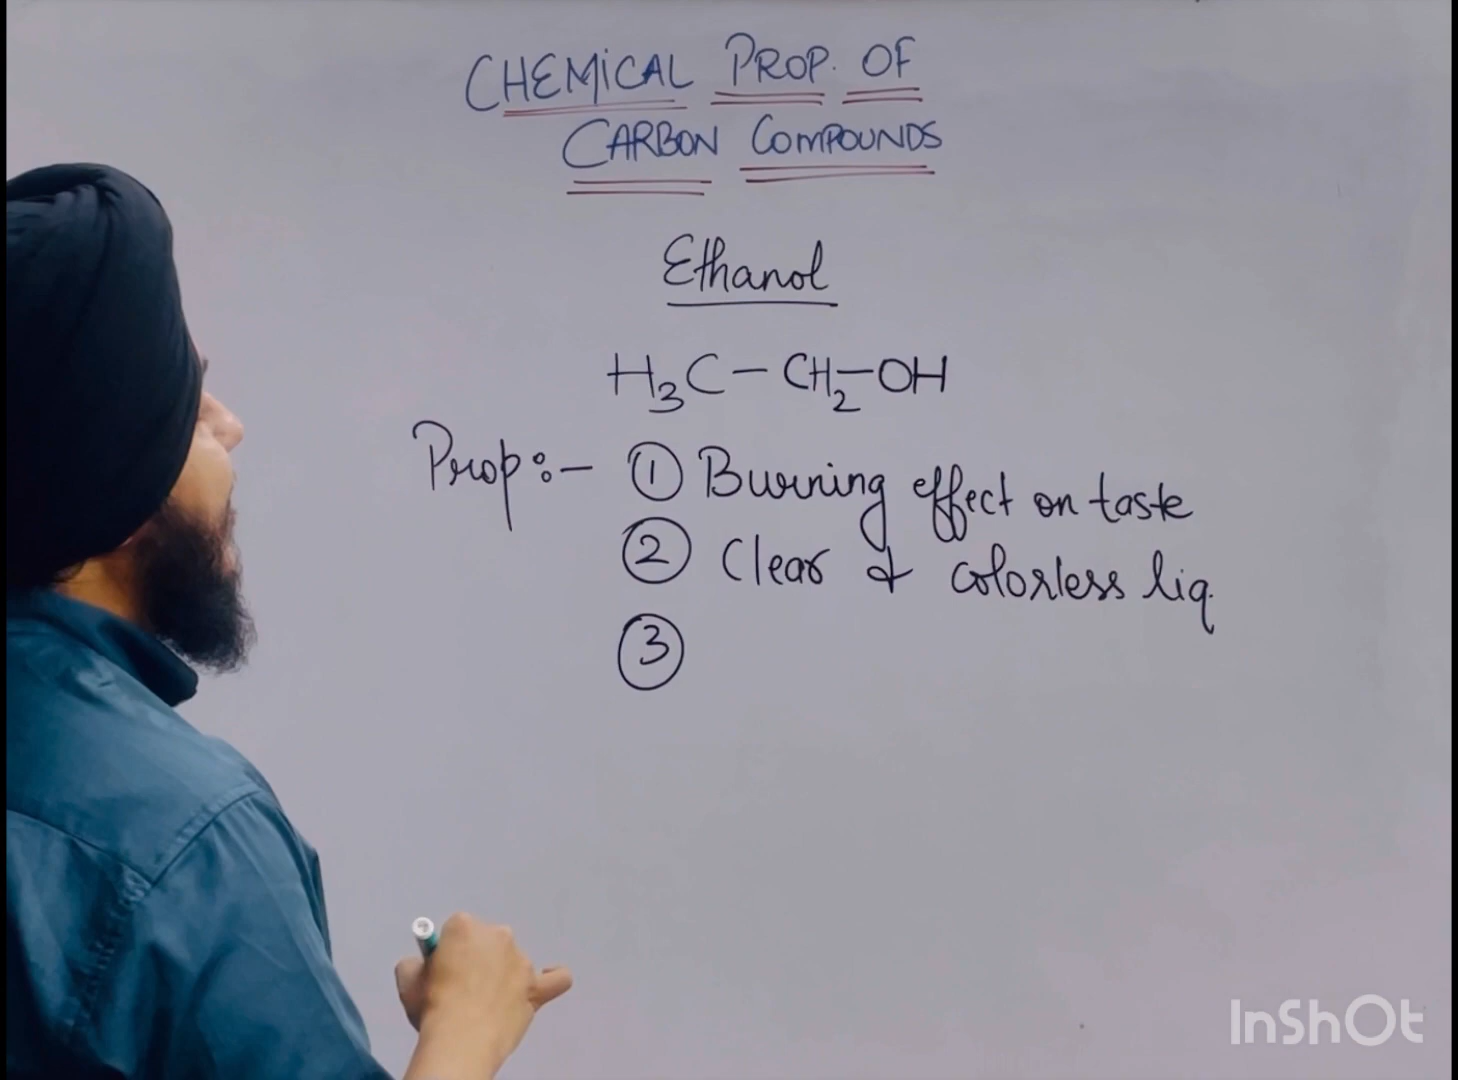 CHEMICAL PROP. OF
CARBON COMPOUNDS
Ethanol
H3C - CH2 - OH
Prop:- ① Burning effect on taste
② Clear & colorless liq.
③
InShOt